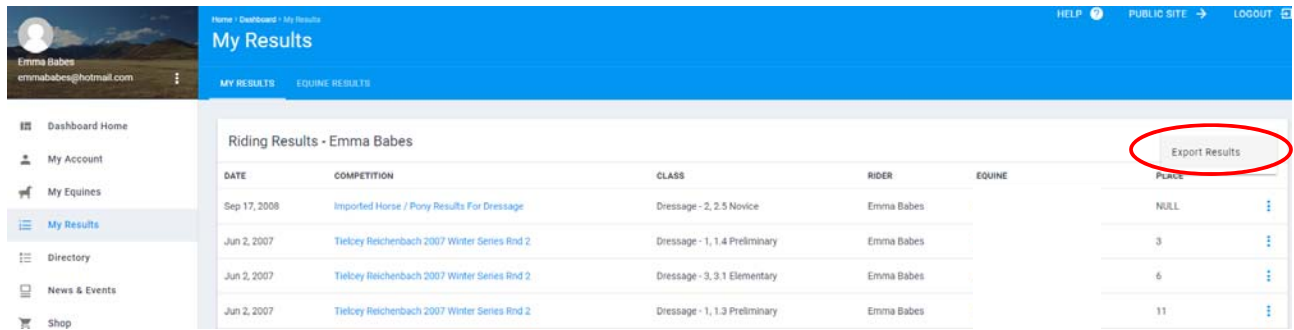 Home › Dashboard › My Results
HELP ? PUBLIC SITE LOGOUT
My Results
Emma Babes
emmababes@hotmail.com
MY RESULTS EQUINE RESULTS
Dashboard Home
My Account
My Equines
My Results
Directory
News & Events
Shop
Riding Results - Emma Babes
Export Results
DATE COMPETITION CLASS RIDER EQUINE PLACE
Sep 17, 2008 Imported Horse / Pony Results For Dressage Dressage - 2, 2.5 Novice Emma Babes NULL
Jun 2, 2007 Tielcey Reichenbach 2007 Winter Series Rnd 2 Dressage - 1, 1.4 Preliminary Emma Babes 3
Jun 2, 2007 Tielcey Reichenbach 2007 Winter Series Rnd 2 Dressage - 3, 3.1 Elementary Emma Babes 6
Jun 2, 2007 Tielcey Reichenbach 2007 Winter Series Rnd 2 Dressage - 1, 1.3 Preliminary Emma Babes 11